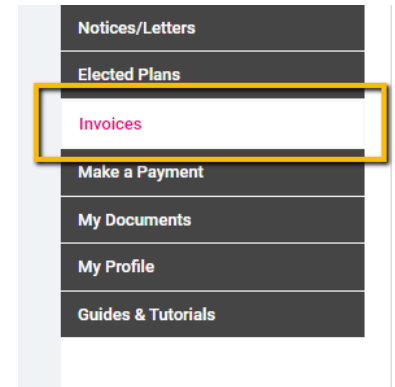 Notices/Letters
Elected Plans
Invoices
Make a Payment
My Documents
My Profile
Guides & Tutorials